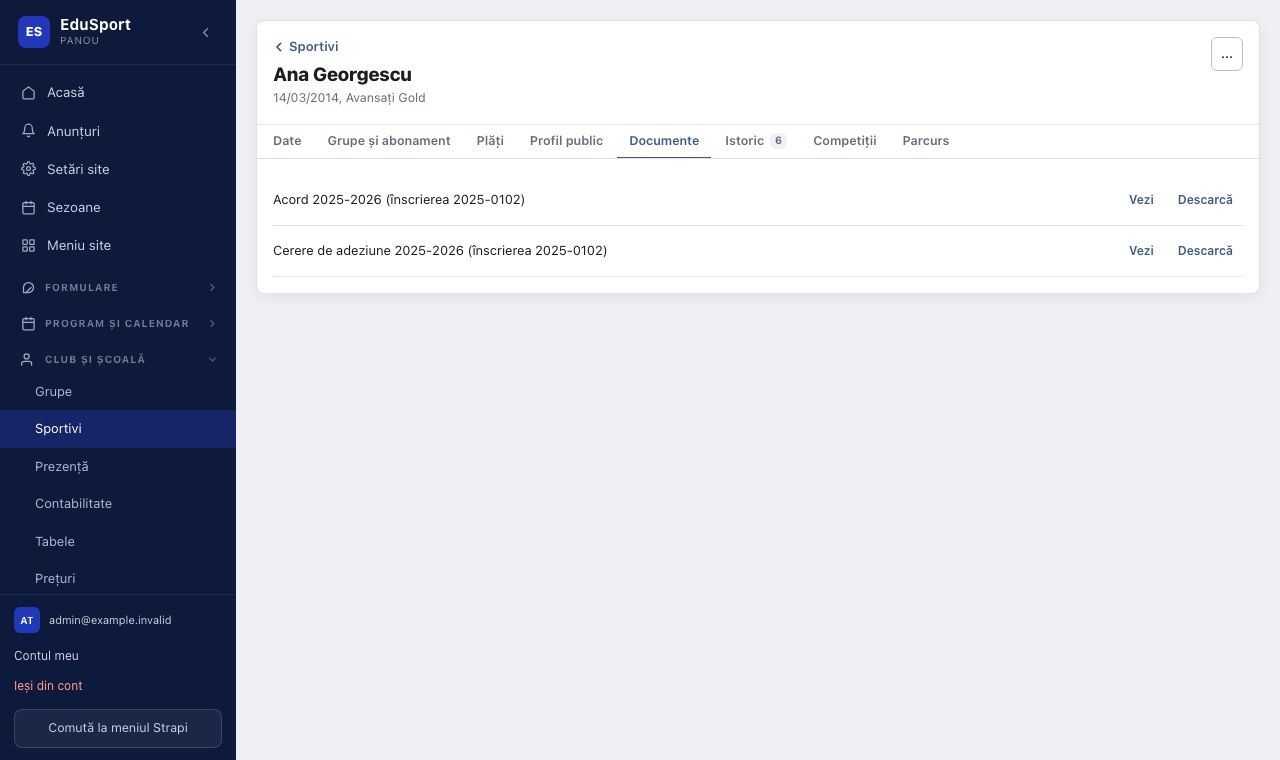 ES
EduSport
PANOU
Acasă
Anunțuri
Setări site
Sezoane
Meniu site
FORMULARE
PROGRAM ȘI CALENDAR
CLUB ȘI ȘCOALĂ
Grupe
Sportivi
Prezență
Contabilitate
Tabele
Prețuri
AT admin@example.invalid
Contul meu
Ieși din cont
Comută la meniul Strapi
Sportivi
...
Ana Georgescu
14/03/2014, Avansați Gold
Date Grupe și abonament Plăți Profil public Documente Istoric 6 Competiții Parcurs
Acord 2025-2026 (înscrierea 2025-0102) Vezi Descarcă
Cerere de adeziune 2025-2026 (înscrierea 2025-0102) Vezi Descarcă